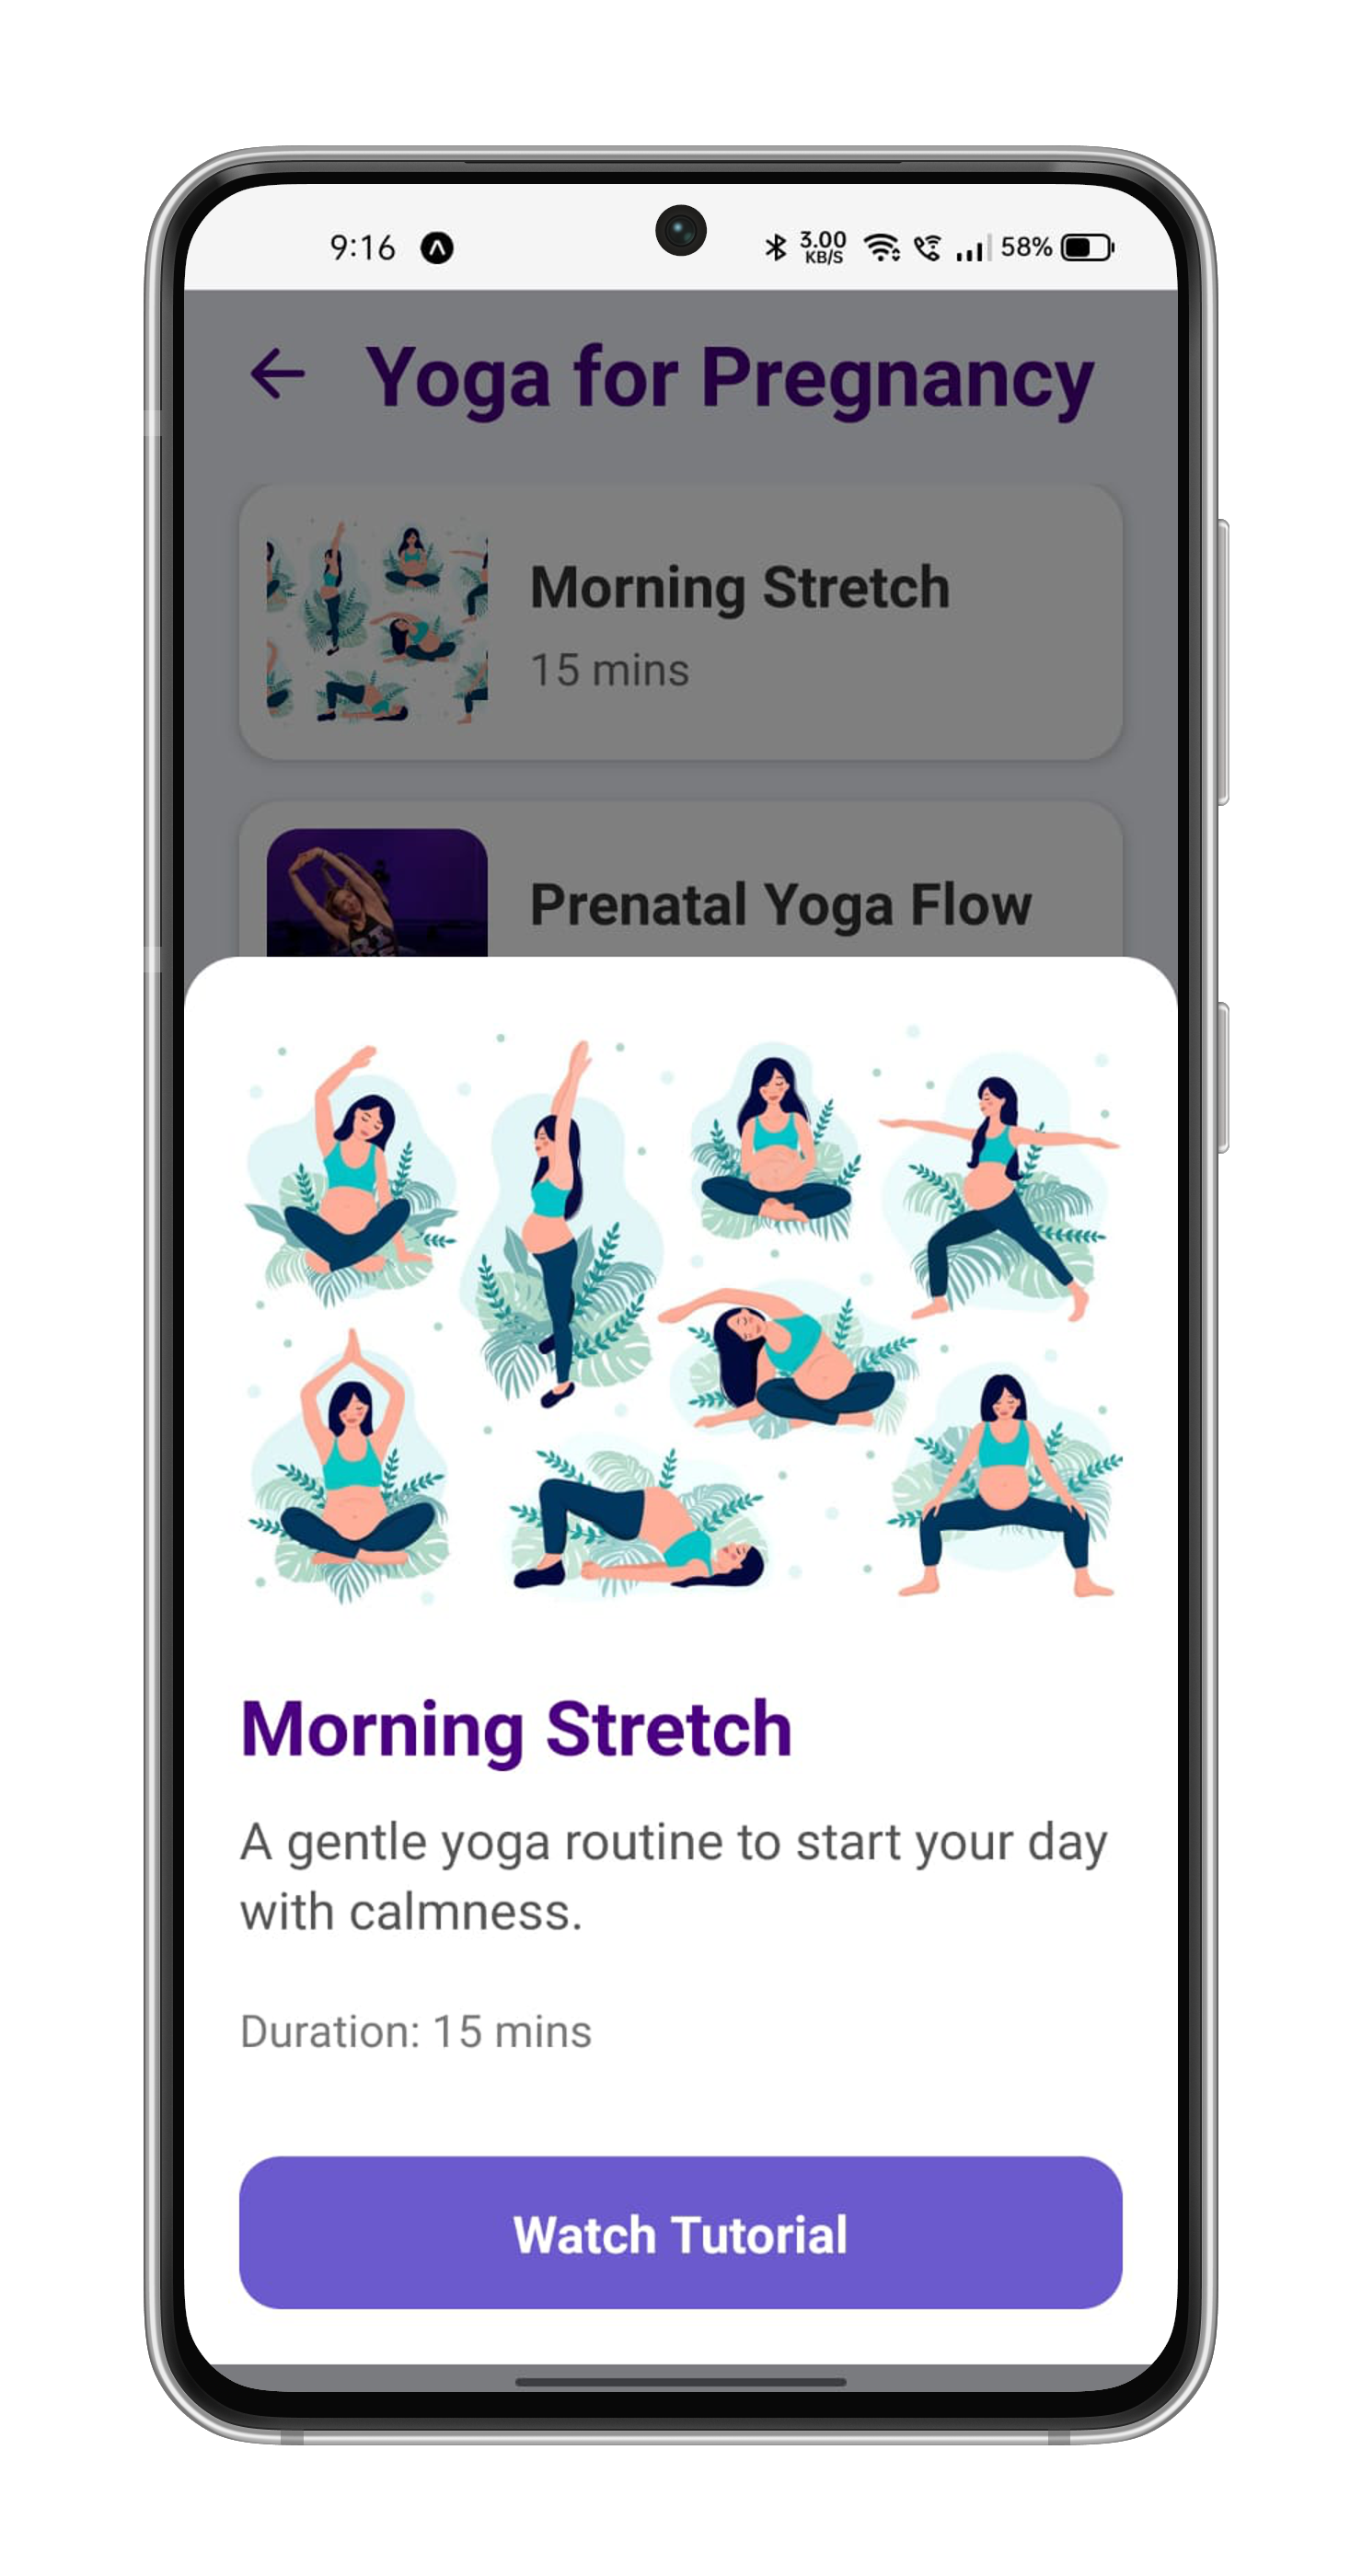 9:16
3.00
KB/S
58%
Yoga for Pregnancy
Morning Stretch
15 mins
Prenatal Yoga Flow
Morning Stretch
A gentle yoga routine to start your day
with calmness.
Duration: 15 mins
Watch Tutorial